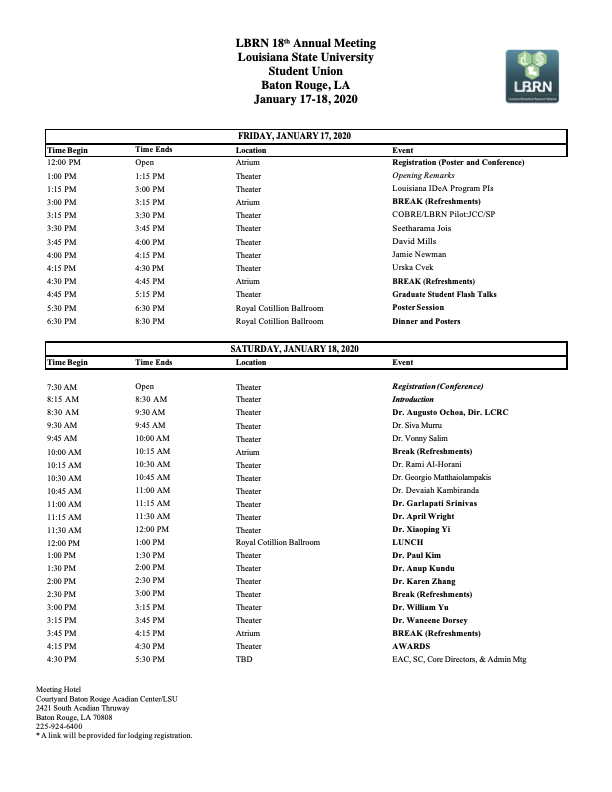 LBRN 18th Annual Meeting
Louisiana State University
Student Union
Baton Rouge, LA
January 17-18, 2020
LBRN
FRIDAY, JANUARY 17, 2020
Time Begin Time Ends Location Event
12:00 PM Open Atrium Registration (Poster and Conference)
1:00 PM 1:15 PM Theater Opening Remarks
1:15 PM 3:00 PM Theater Louisiana IDeA Program PIs
3:00 PM 3:15 PM Atrium BREAK (Refreshments)
3:15 PM 3:30 PM Theater COBRE/LBRN Pilot:JCC/SP
3:30 PM 3:45 PM Theater Seetharama Jois
3:45 PM 4:00 PM Theater David Mills
4:00 PM 4:15 PM Theater Jamie Newman
4:15 PM 4:30 PM Theater Urska Cvek
4:30 PM 4:45 PM Atrium BREAK (Refreshments)
4:45 PM 5:15 PM Theater Graduate Student Flash Talks
5:30 PM 6:30 PM Royal Cotillion Ballroom Poster Session
6:30 PM 8:30 PM Royal Cotillion Ballroom Dinner and Posters
SATURDAY, JANUARY 18, 2020
Time Begin Time Ends Location Event
7:30 AM Open Theater Registration (Conference)
8:15 AM 8:30 AM Theater Introduction
8:30 AM 9:30 AM Theater Dr. Augusto Ochoa, Dir. LCRC
9:30 AM 9:45 AM Theater Dr. Siva Murru
9:45 AM 10:00 AM Theater Dr. Vonny Salim
10:00 AM 10:15 AM Atrium Break (Refreshments)
10:15 AM 10:30 AM Theater Dr. Rami Al-Horani
10:30 AM 10:45 AM Theater Dr. Georgio Matthaiolampakis
10:45 AM 11:00 AM Theater Dr. Devaiah Kambiranda
11:00 AM 11:15 AM Theater Dr. Garlapati Srinivas
11:15 AM 11:30 AM Theater Dr. April Wright
11:30 AM 12:00 PM Theater Dr. Xiaoping Yi
12:00 PM 1:00 PM Royal Cotillion Ballroom LUNCH
1:00 PM 1:30 PM Theater Dr. Paul Kim
1:30 PM 2:00 PM Theater Dr. Anup Kundu
2:00 PM 2:30 PM Theater Dr. Karen Zhang
2:30 PM 3:00 PM Theater Break (Refreshments)
3:00 PM 3:15 PM Theater Dr. William Yu
3:15 PM 3:45 PM Theater Dr. Waneene Dorsey
3:45 PM 4:15 PM Atrium BREAK (Refreshments)
4:15 PM 4:30 PM Theater AWARDS
4:30 PM 5:30 PM TBD EAC, SC, Core Directors, & Admin Mtg
Meeting Hotel
Courtyard Baton Rouge Acadian Center/LSU
2421 South Acadian Thruway
Baton Rouge, LA 70808
225-924-6400
* A link will be provided for lodging registration.